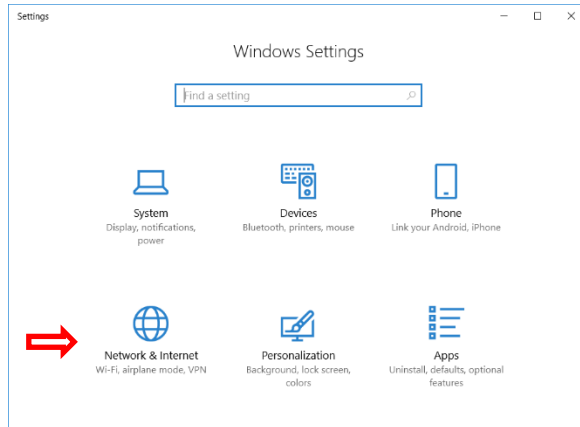 Settings
Windows Settings
Find a setting
System
Display, notifications,
power
Devices
Bluetooth, printers, mouse
Phone
Link your Android, iPhone
Network & Internet
Wi-Fi, airplane mode, VPN
Personalization
Background, lock screen,
colors
Apps
Uninstall, defaults, optional
features